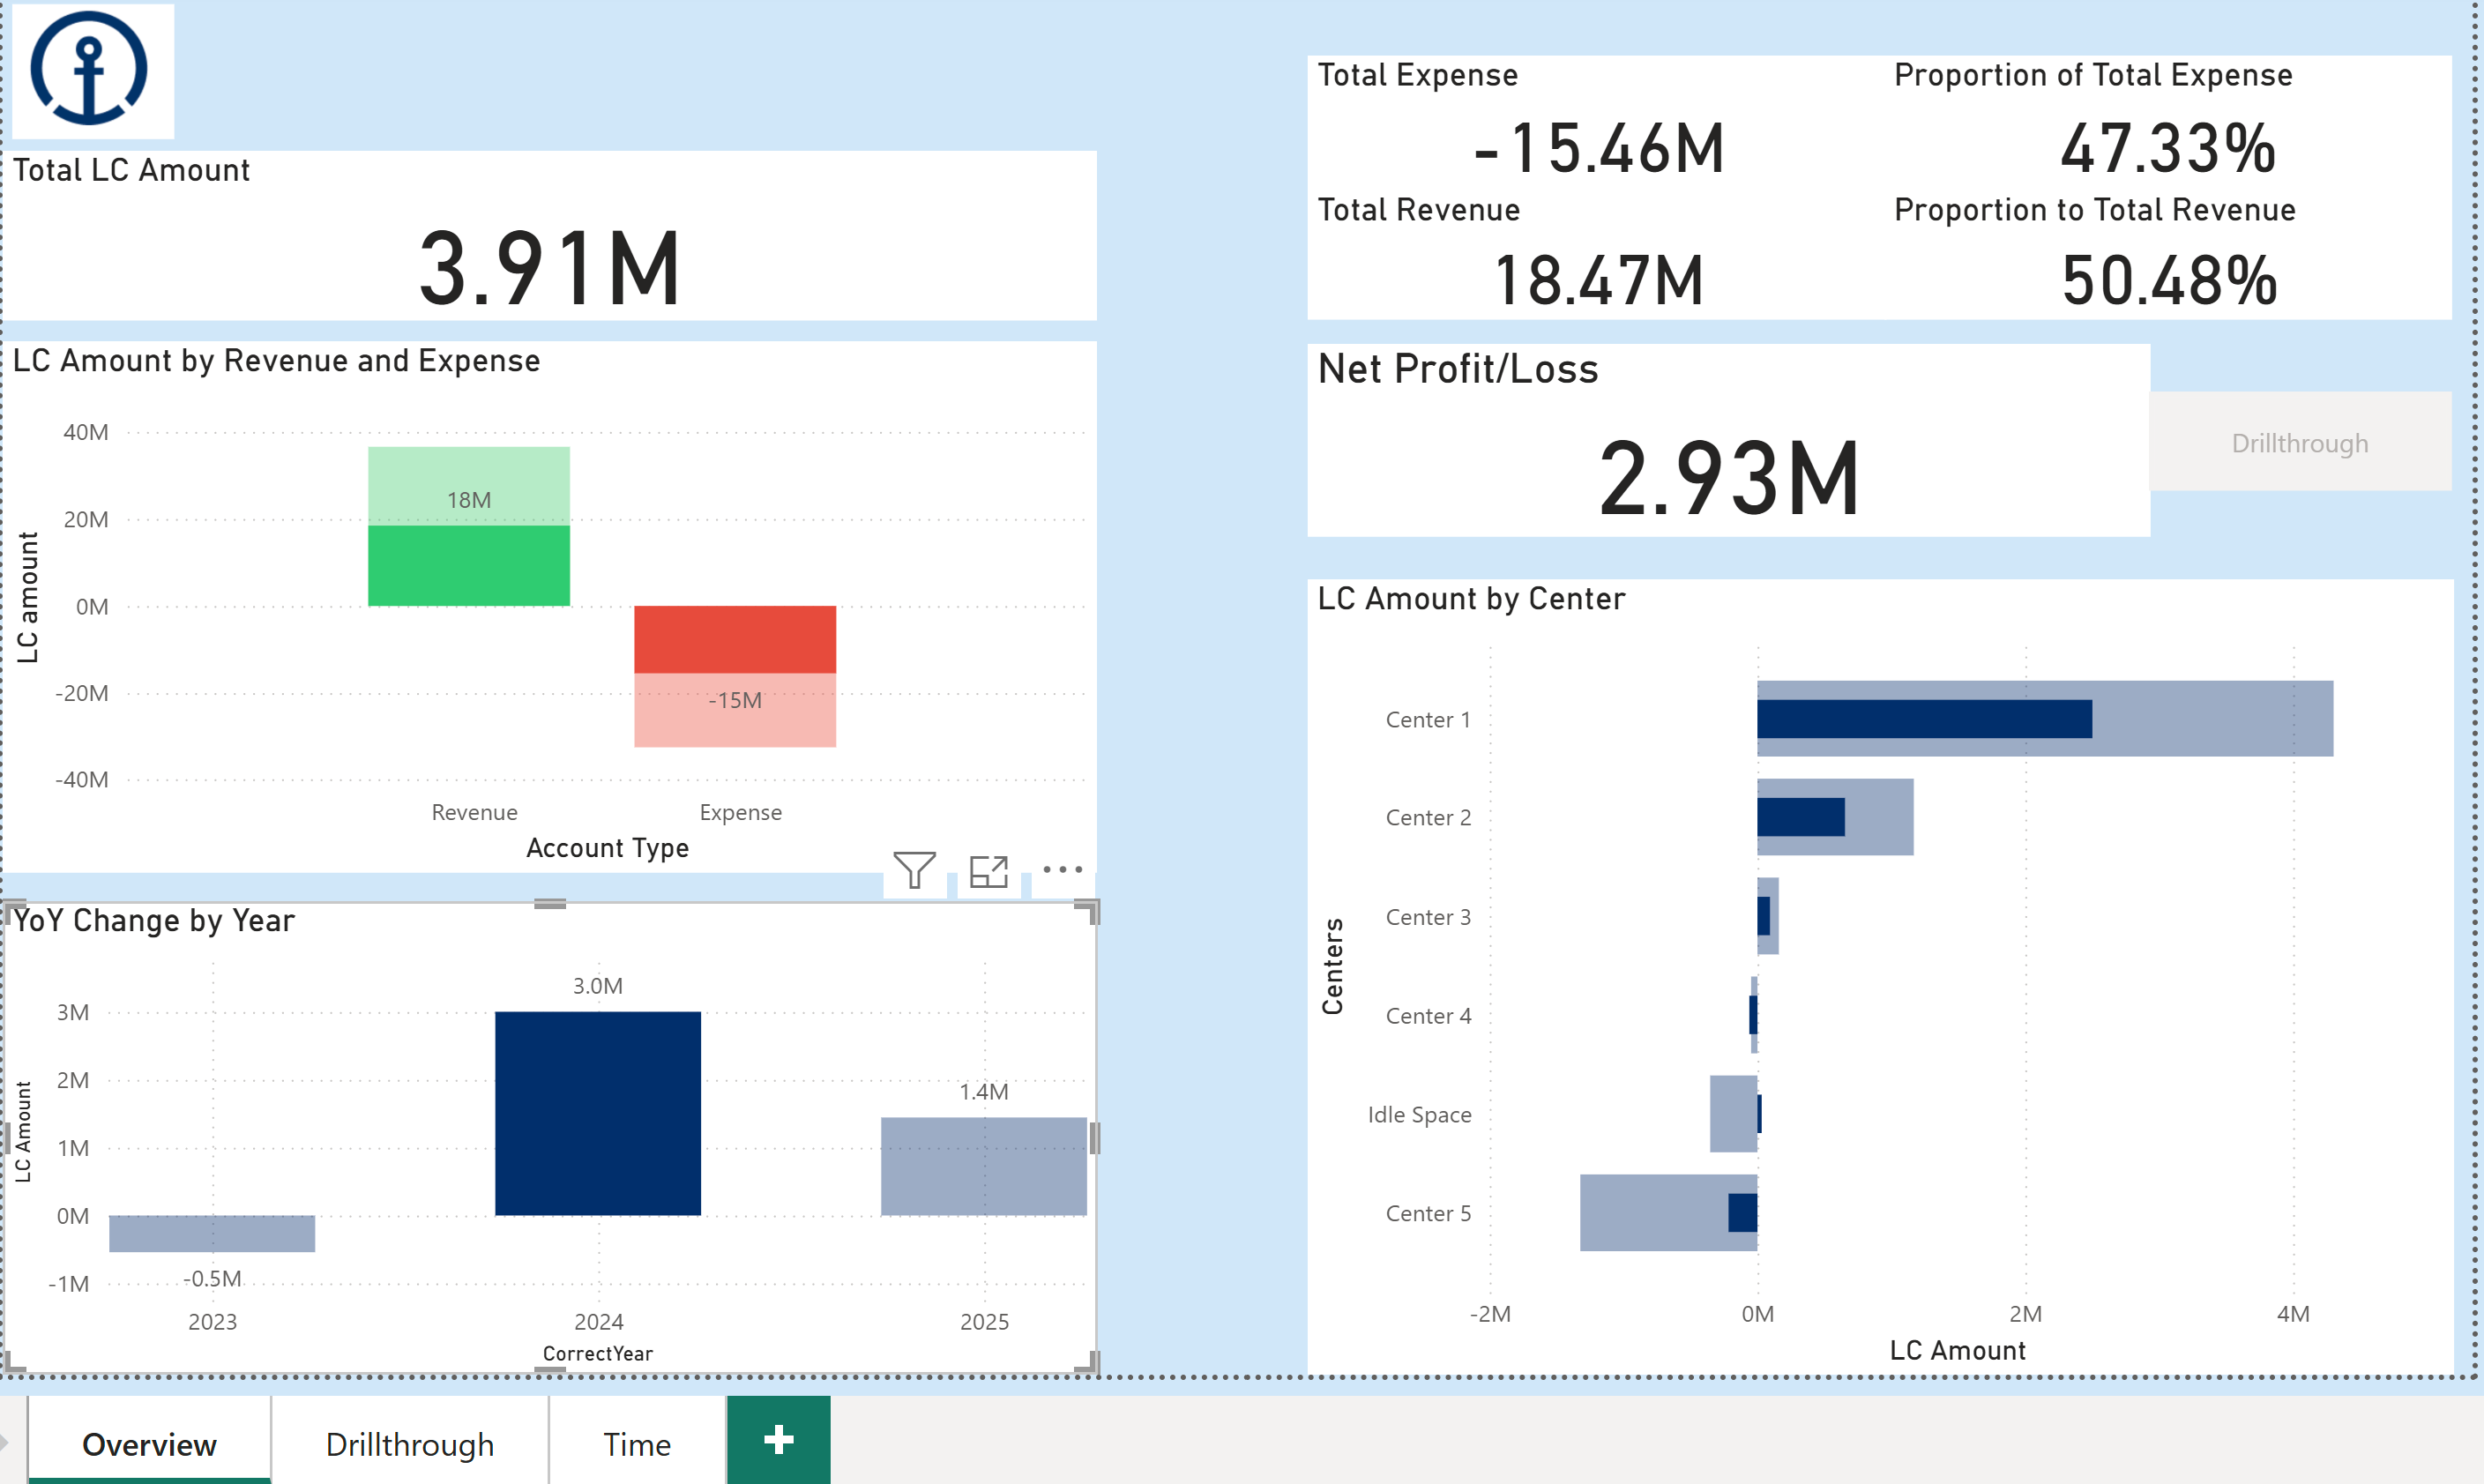 Total LC Amount
3.91M
Total Expense
-15.46M
Proportion of Total Expense
47.33%
Total Revenue
18.47M
Proportion to Total Revenue
50.48%
LC Amount by Revenue and Expense
LC amount
40M
20M
0M
-20M
-40M
18M
-15M
Revenue
Expense
Account Type
Net Profit/Loss
2.93M
Drillthrough
YoY Change by Year
LC Amount
3M
2M
1M
0M
-1M
-0.5M
3.0M
1.4M
2023
2024
2025
CorrectYear
LC Amount by Center
Centers
Center 1
Center 2
Center 3
Center 4
Idle Space
Center 5
-2M
0M
2M
4M
LC Amount
Overview
Drillthrough
Time
+